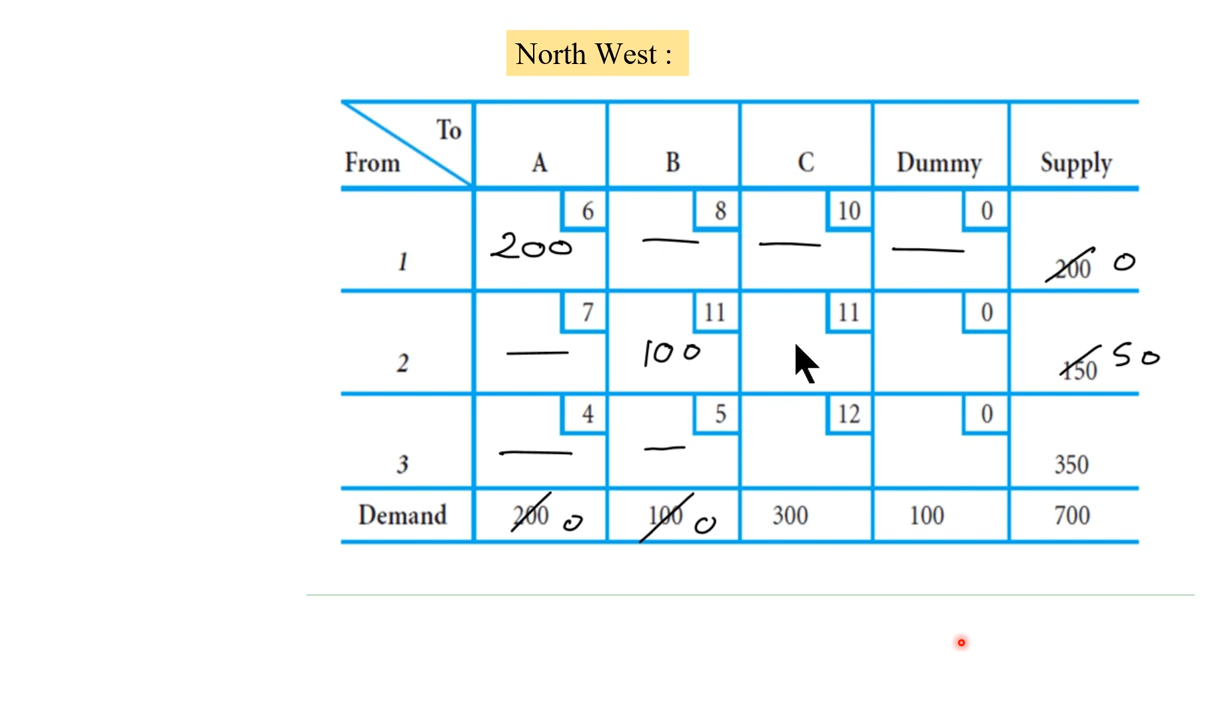 North West :
To
From A B C Dummy Supply
6 8 10 0
1 200 — — — 200 0
7 11 11 0
2 — 100 150 50
4 5 12 0
3 — — 350
Demand 200 0 100 0 300 100 700